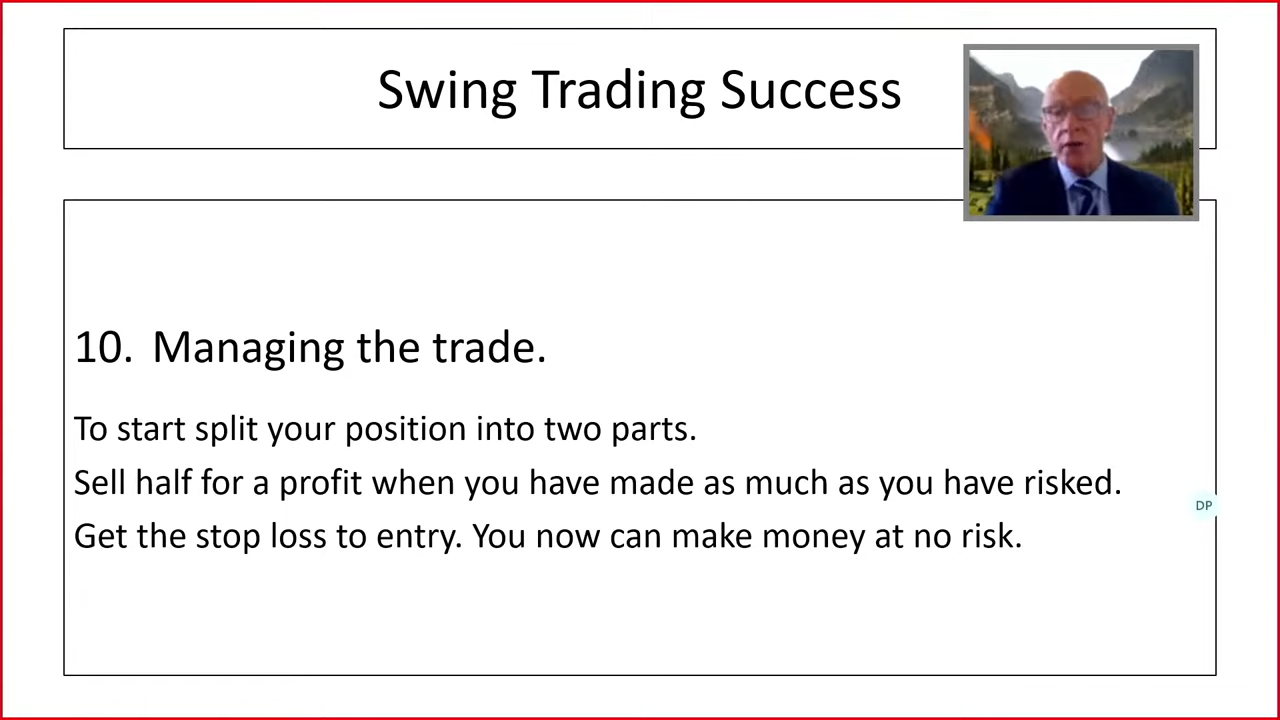 Swing Trading Success
10. Managing the trade.
To start split your position into two parts.
Sell half for a profit when you have made as much as you have risked.
DP
Get the stop loss to entry. You now can make money at no risk.